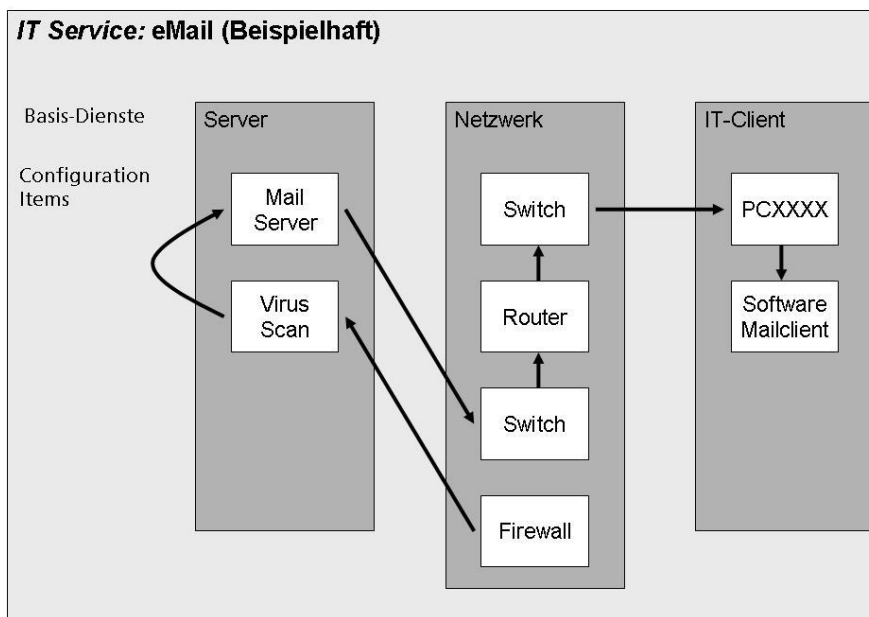 IT Service: eMail (Beispielhaft)
Basis-Dienste
Configuration
Items
Server
Mail
Server
Virus
Scan
Netzwerk
Switch
Router
Switch
Firewall
IT-Client
PCXXXX
Software
Mailclient